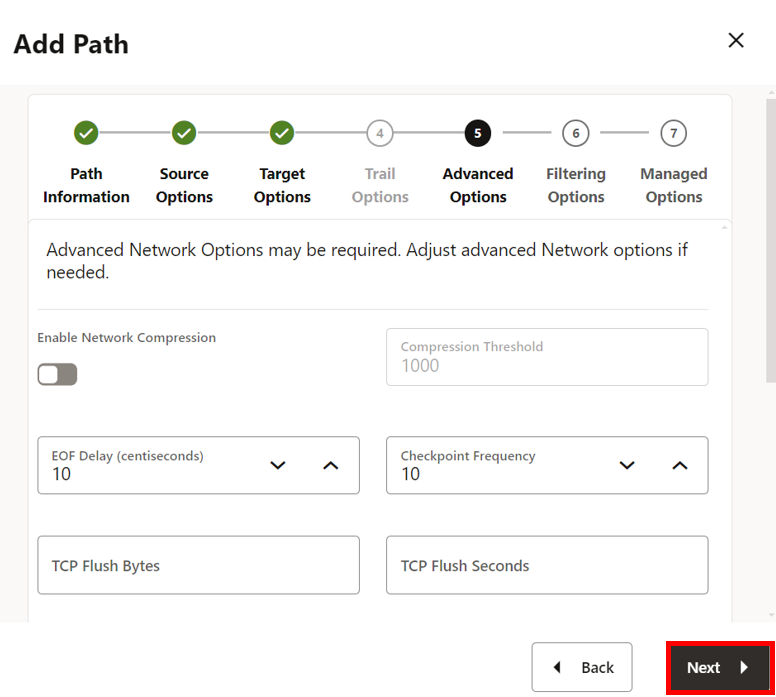 Add Path
4 5 6 7
Path Information
Source Options
Target Options
Trail Options
Advanced Options
Filtering Options
Managed Options
Advanced Network Options may be required. Adjust advanced Network options if
needed.
Enable Network Compression
Compression Threshold
1000
EOF Delay (centiseconds)
10
Checkpoint Frequency
10
TCP Flush Bytes
TCP Flush Seconds
Back
Next